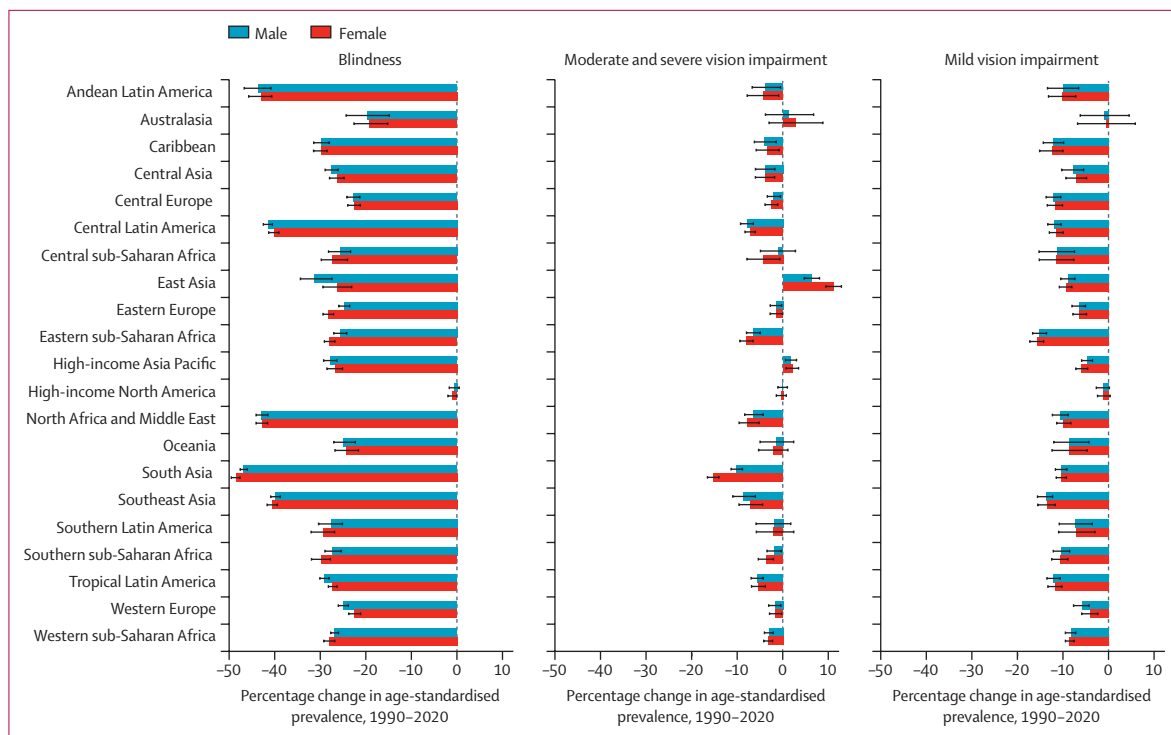 Male Female
Blindness
Moderate and severe vision impairment
Mild vision impairment
Andean Latin America
Australasia
Caribbean
Central Asia
Central Europe
Central Latin America
Central sub-Saharan Africa
East Asia
Eastern Europe
Eastern sub-Saharan Africa
High-income Asia Pacific
High-income North America
North Africa and Middle East
Oceania
South Asia
Southeast Asia
Southern Latin America
Southern sub-Saharan Africa
Tropical Latin America
Western Europe
Western sub-Saharan Africa
–50 –40 –30 –20 –10 0 10
Percentage change in age-standardised
prevalence, 1990–2020
–50 –40 –30 –20 –10 0 10
Percentage change in age-standardised
prevalence, 1990–2020
–50 –40 –30 –20 –10 0 10
Percentage change in age-standardised
prevalence, 1990–2020